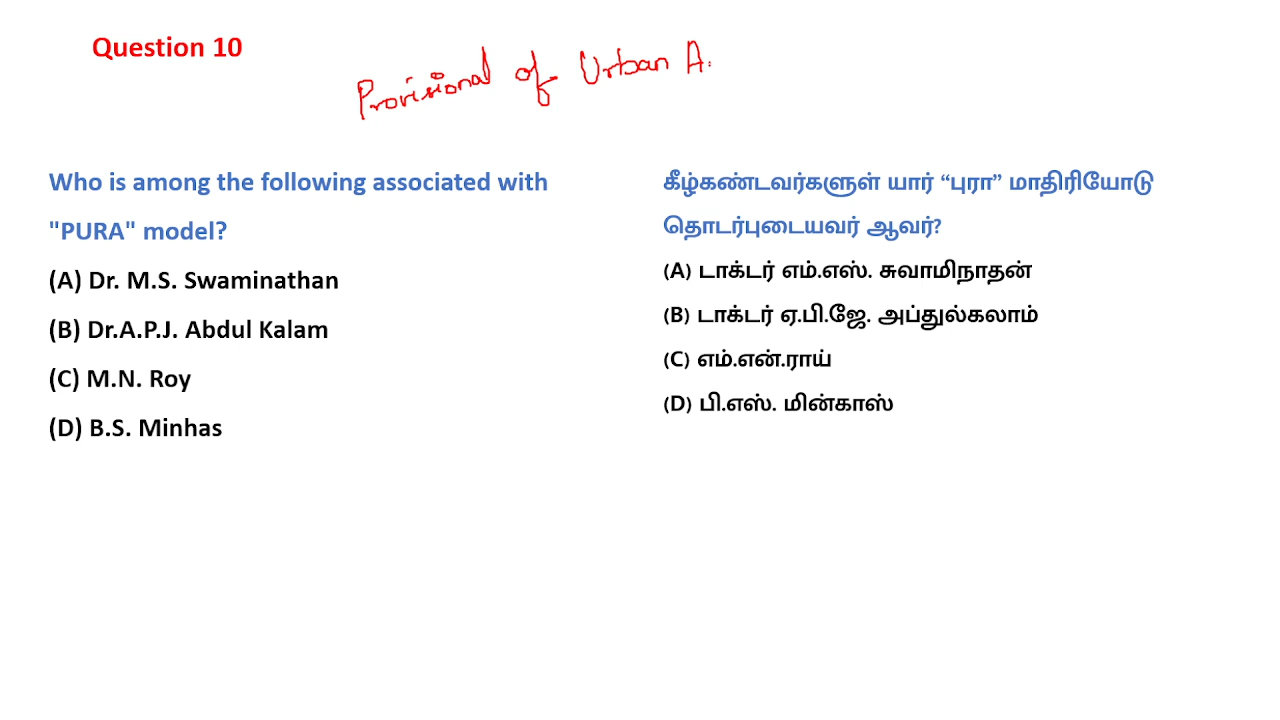 Question 10
Provisional of Urban A.
Who is among the following associated with
"PURA" model?
(A) Dr. M.S. Swaminathan
(B) Dr.A.P.J. Abdul Kalam
(C) M.N. Roy
(D) B.S. Minhas
கீழ்கண்டவர்களுள் யார் “புரா” மாதிரியோடு
தொடர்புடையவர் ஆவர்?
(A) டாக்டர் எம்.எஸ். சுவாமிநாதன்
(B) டாக்டர் ஏ.பி.ஜே. அப்துல்கலாம்
(C) எம்.என்.ராய்
(D) பி.எஸ். மின்காஸ்